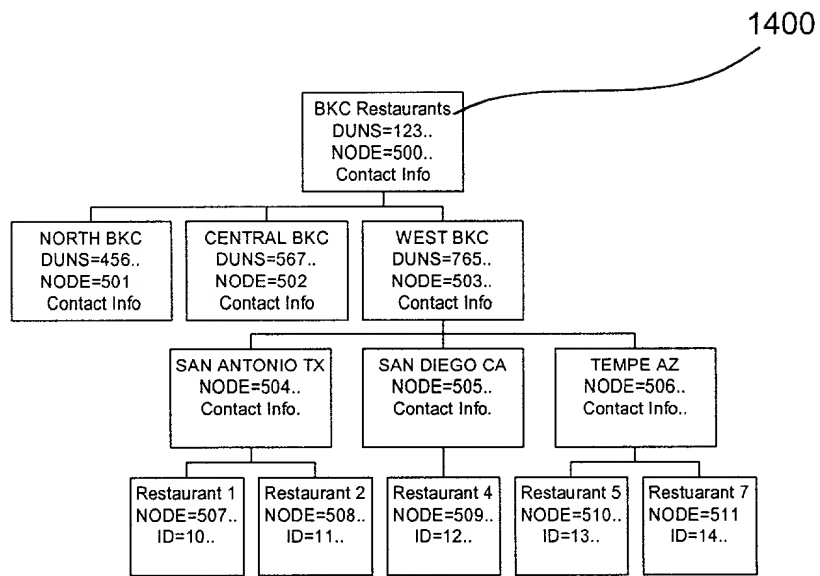 1400
BKC Restaurants
DUNS=123..
NODE=500..
Contact Info
NORTH BKC
DUNS=456..
NODE=501
Contact Info
CENTRAL BKC
DUNS=567..
NODE=502
Contact Info
WEST BKC
DUNS=765..
NODE=503..
Contact Info
SAN ANTONIO TX
NODE=504..
Contact Info.
SAN DIEGO CA
NODE=505..
Contact Info.
TEMPE AZ
NODE=506..
Contact Info..
Restaurant 1
NODE=507..
ID=10..
Restaurant 2
NODE=508..
ID=11..
Restaurant 4
NODE=509..
ID=12..
Restaurant 5
NODE=510..
ID=13..
Restuarant 7
NODE=511
ID=14..